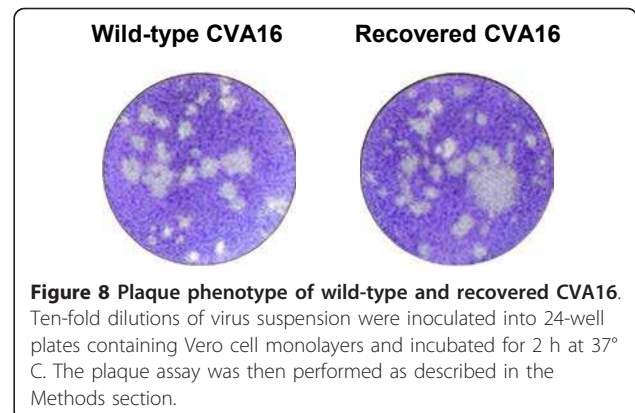 Wild-type CVA16 Recovered CVA16
Figure 8 Plaque phenotype of wild-type and recovered CVA16.
Ten-fold dilutions of virus suspension were inoculated into 24-well
plates containing Vero cell monolayers and incubated for 2 h at 37°
C. The plaque assay was then performed as described in the
Methods section.